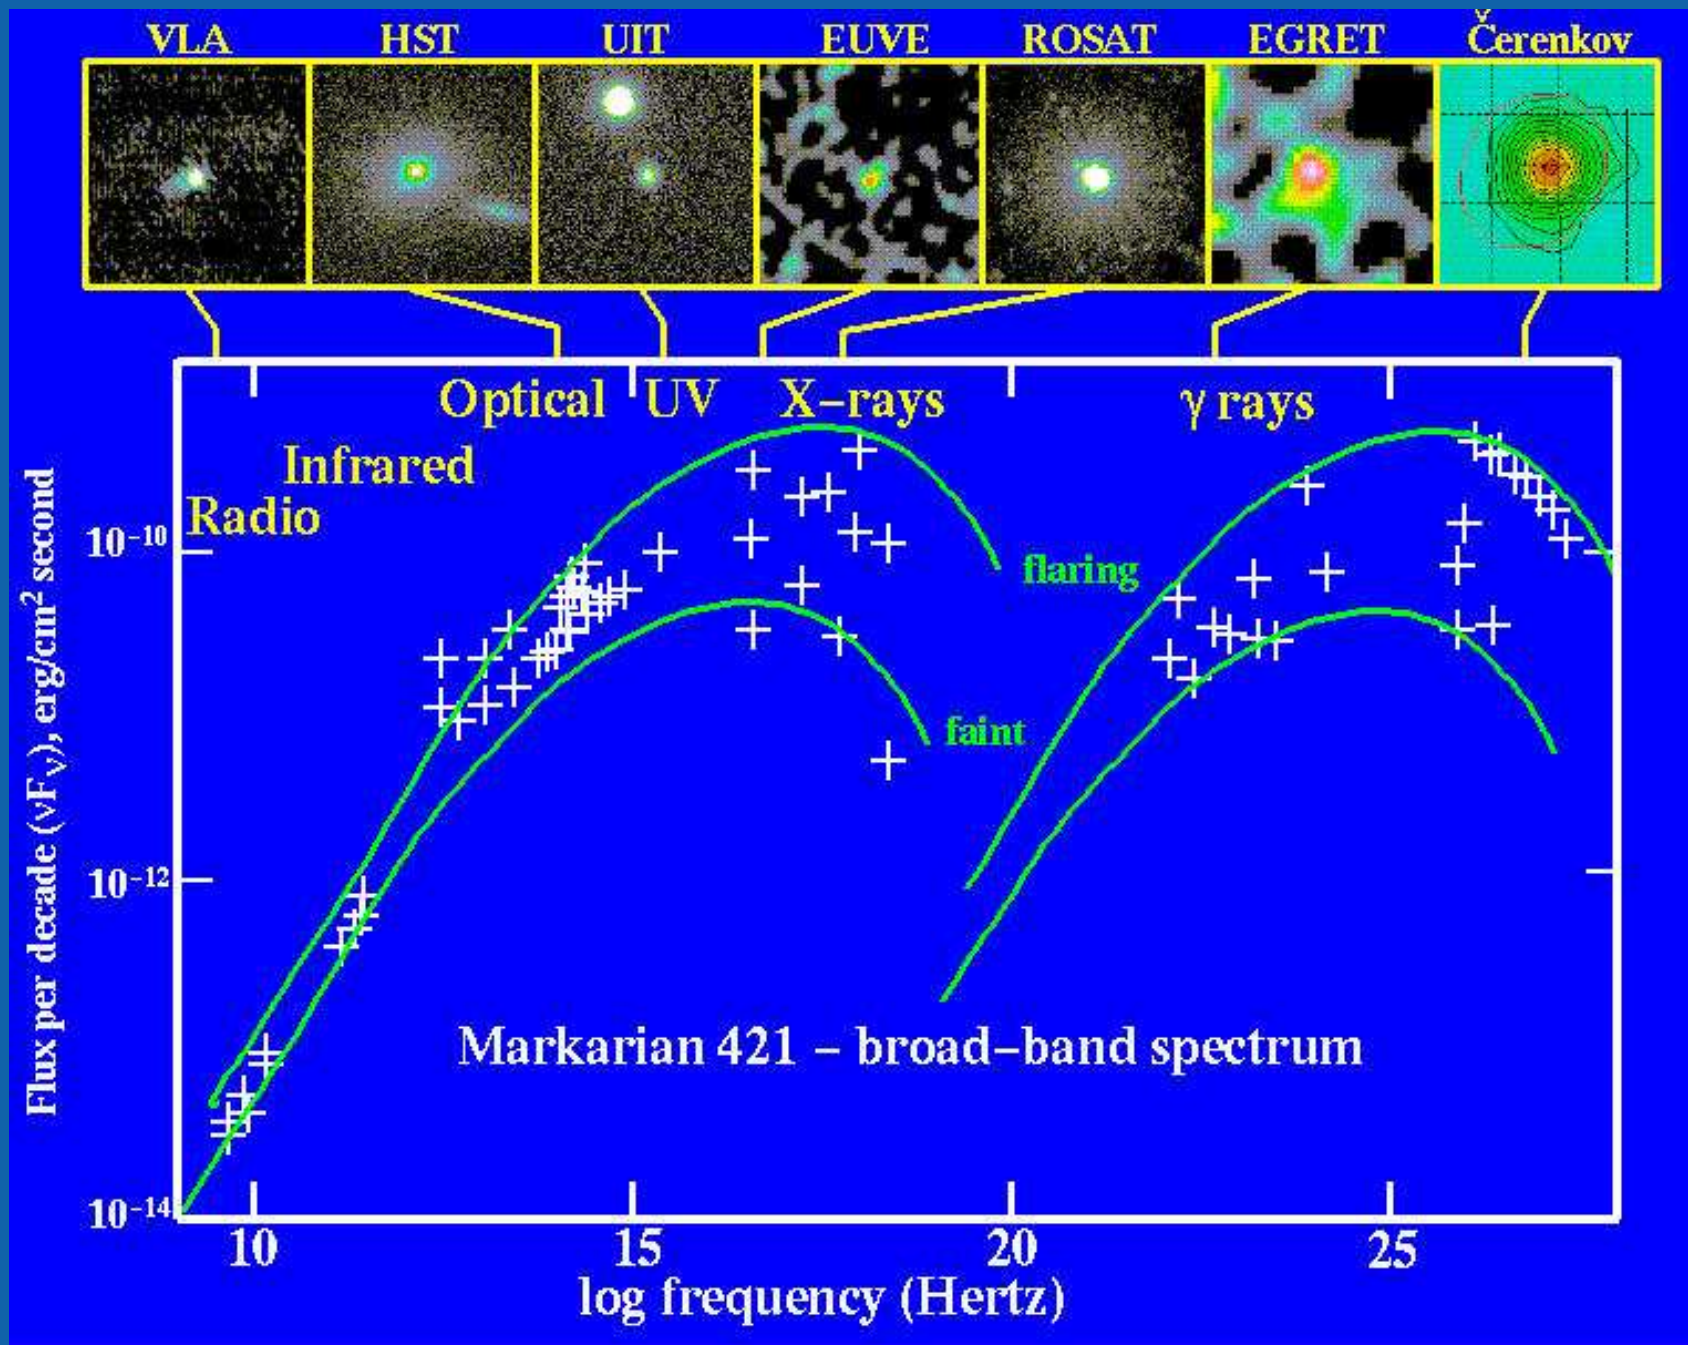 VLA HST UIT EUVE ROSAT EGRET Čerenkov
Optical UV X–rays γ rays
Infrared
Radio
10⁻¹⁰
flaring
faint
10⁻¹²
Markarian 421 – broad–band spectrum
10⁻¹⁴
10 15 20 25
log frequency (Hertz)
Flux per decade (νFᵥ), erg/cm² second